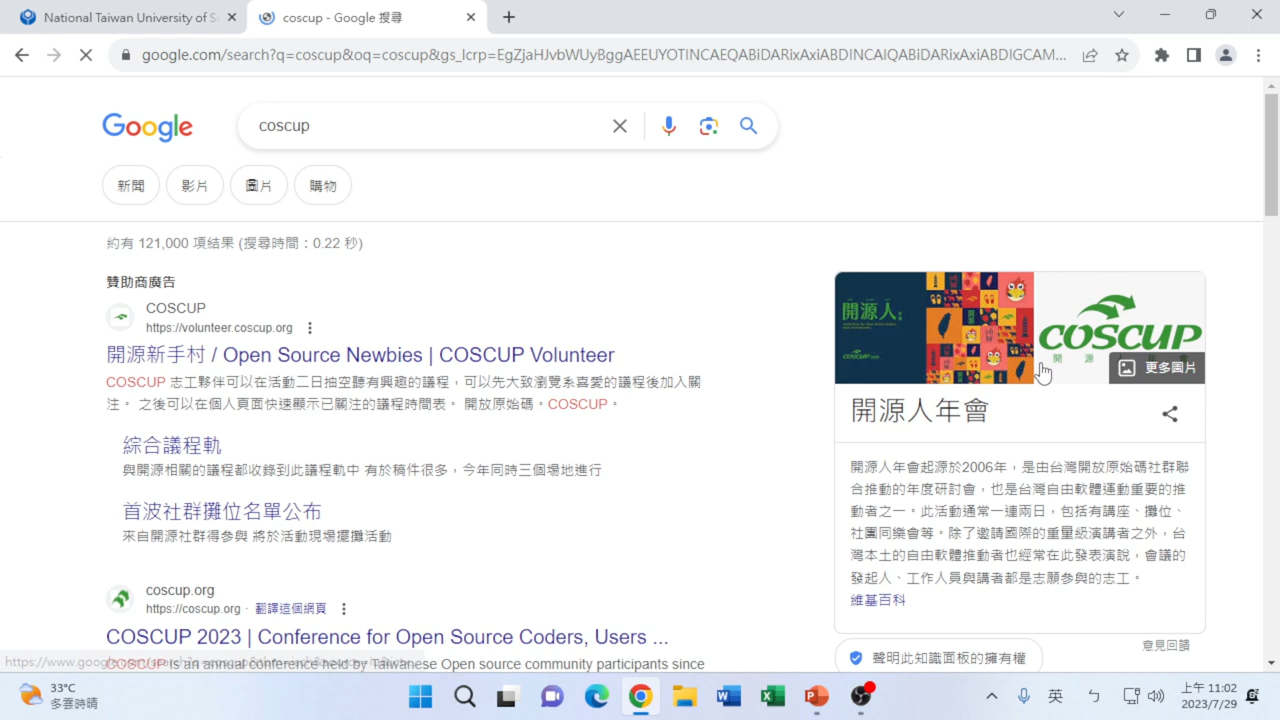 National Taiwan University of S
coscup - Google 搜尋
google.com/search?q=coscup&oq=coscup&gs_lcrp=EgZjaHJvbWUyBggAEEUYOTINCAEQABiDARixAxiABDINCAIQABiDARixAxiABDIGCAM...
Google
coscup
新聞
影片
圖片
購物
約有 121,000 項結果 (搜尋時間：0.22 秒)
贊助商廣告
COSCUP
https://volunteer.coscup.org
開源新手村 / Open Source Newbies | COSCUP Volunteer
COSCUP 志工夥伴可以在活動二日抽空聽有興趣的議程，可以先大致瀏覽系喜愛的議程後加入關
注。 之後可以在個人頁面快速顯示已關注的議程時間表。 開放原始碼。COSCUP。
綜合議程軌
與開源相關的議程都收錄到此議程軌中 有於稿件很多，今年同時三個場地進行
首波社群攤位名單公布
來自開源社群得參與 將於活動現場擺攤活動
coscup.org
https://coscup.org · 翻譯這個網頁
COSCUP 2023 | Conference for Open Source Coders, Users ...
COSCUP is an annual conference held by Taiwanese Open source community participants since
開源人
COSCUP
開 源
更多圖片
開源人年會
開源人年會起源於2006年，是由台灣開放原始碼社群聯
合推動的年度研討會，也是台灣自由軟體運動重要的推
動者之一。此活動通常一連兩日，包括有講座、攤位、
社團同樂會等。除了邀請國際的重量級演講者之外，台
灣本土的自由軟體推動者也經常在此發表演說，會議的
發起人、工作人員與講者都是志願參與的志工。
維基百科
意見回饋
聲明此知識面板的擁有權
33°C
多雲時晴
英
ㄅ
上午 11:02
2023/7/29